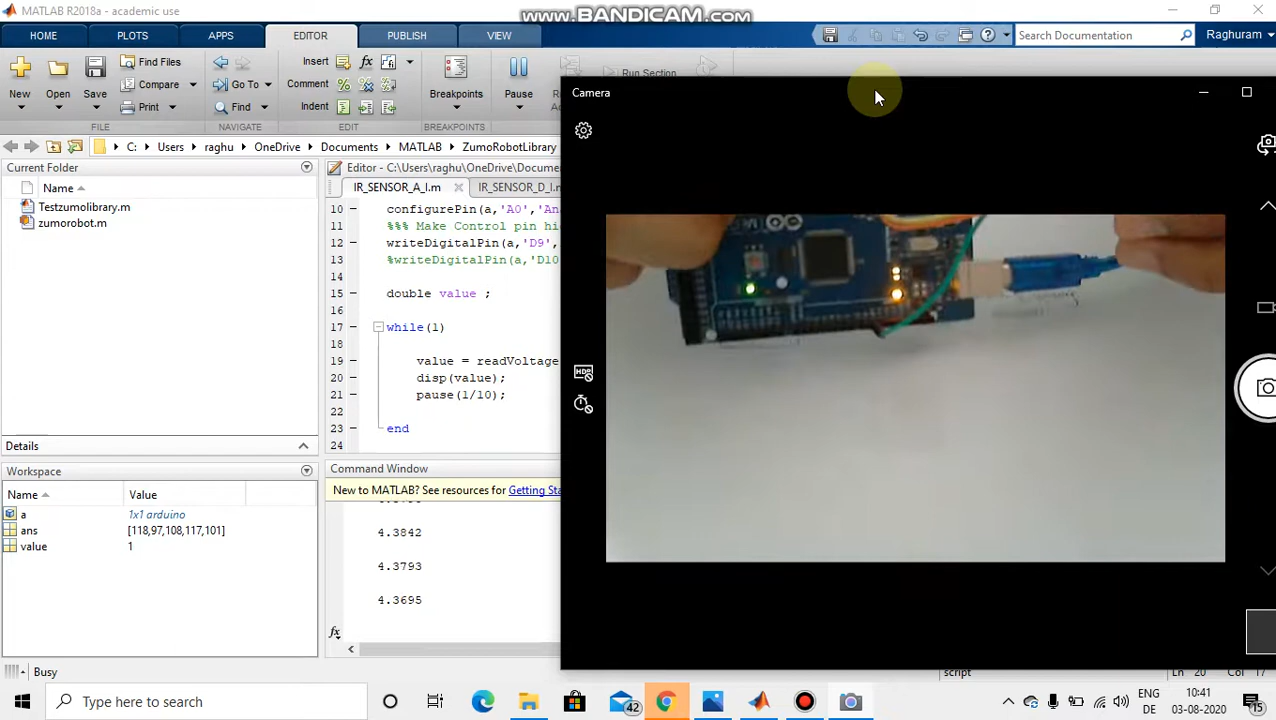 MATLAB R2018a - academic use
www.BANDICAM.com
HOME PLOTS APPS EDITOR PUBLISH VIEW
Search Documentation
Raghuram
New Open Save
Find Files
Compare
Print
Go To
Find
Insert
Comment
Indent
Breakpoints
Pause
Run Section
FILE NAVIGATE EDIT BREAKPOINTS
C: Users raghu OneDrive Documents MATLAB ZumoRobotLibrary
Current Folder
Name
Testzumolibrary.m
zumorobot.m
Details
Workspace
Name Value
a 1x1 arduino
ans [118,97,108,117,101]
value 1
Editor - C:\Users\raghu\OneDrive\Docume
IR_SENSOR_A_I.m IR_SENSOR_D_I.m
10 configurePin(a,'A0','An
11 %%% Make Control pin hi
12 writeDigitalPin(a,'D9',
13 %writeDigitalPin(a,'D10
14
15 double value ;
16
17 while(1)
18
19 value = readVoltage
20 disp(value);
21 pause(1/10);
22
23 end
24
Command Window
New to MATLAB? See resources for Getting Sta
4.3842
4.3793
4.3695
fx
Camera
HDR
Busy
script
Ln 20
Type here to search
42
ENG
DE
10:41
03-08-2020
15